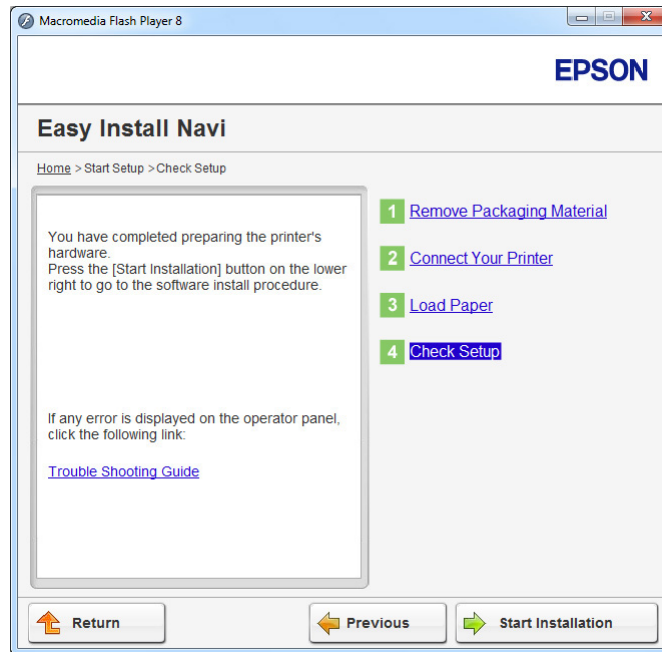 Macromedia Flash Player 8
EPSON
Easy Install Navi
Home > Start Setup >Check Setup
You have completed preparing the printer's
hardware.
Press the [Start Installation] button on the lower
right to go to the software install procedure.
If any error is displayed on the operator panel,
click the following link:
Trouble Shooting Guide
1 Remove Packaging Material
2 Connect Your Printer
3 Load Paper
4 Check Setup
Return
Previous
Start Installation